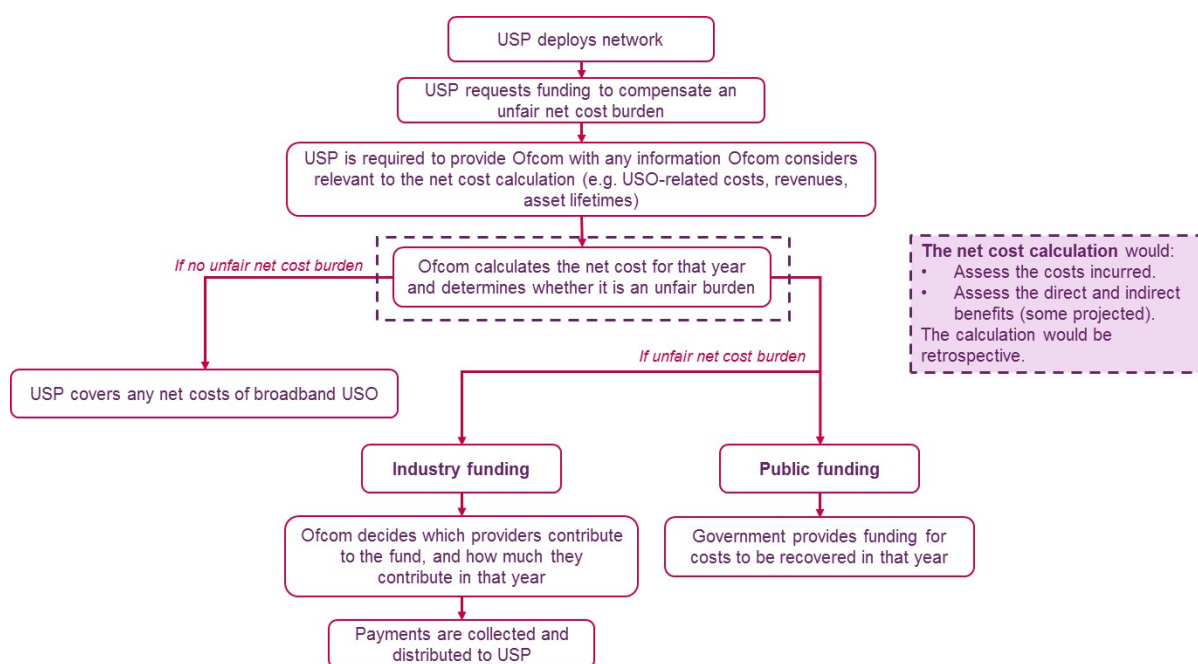 USP deploys network
USP requests funding to compensate an
unfair net cost burden
USP is required to provide Ofcom with any information Ofcom considers
relevant to the net cost calculation (e.g. USO-related costs, revenues,
asset lifetimes)
If no unfair net cost burden
Ofcom calculates the net cost for that year
and determines whether it is an unfair burden
The net cost calculation would:
• Assess the costs incurred.
• Assess the direct and indirect
benefits (some projected).
The calculation would be
retrospective.
If unfair net cost burden
USP covers any net costs of broadband USO
Industry funding
Public funding
Ofcom decides which providers contribute
to the fund, and how much they
contribute in that year
Government provides funding for
costs to be recovered in that year
Payments are collected and
distributed to USP